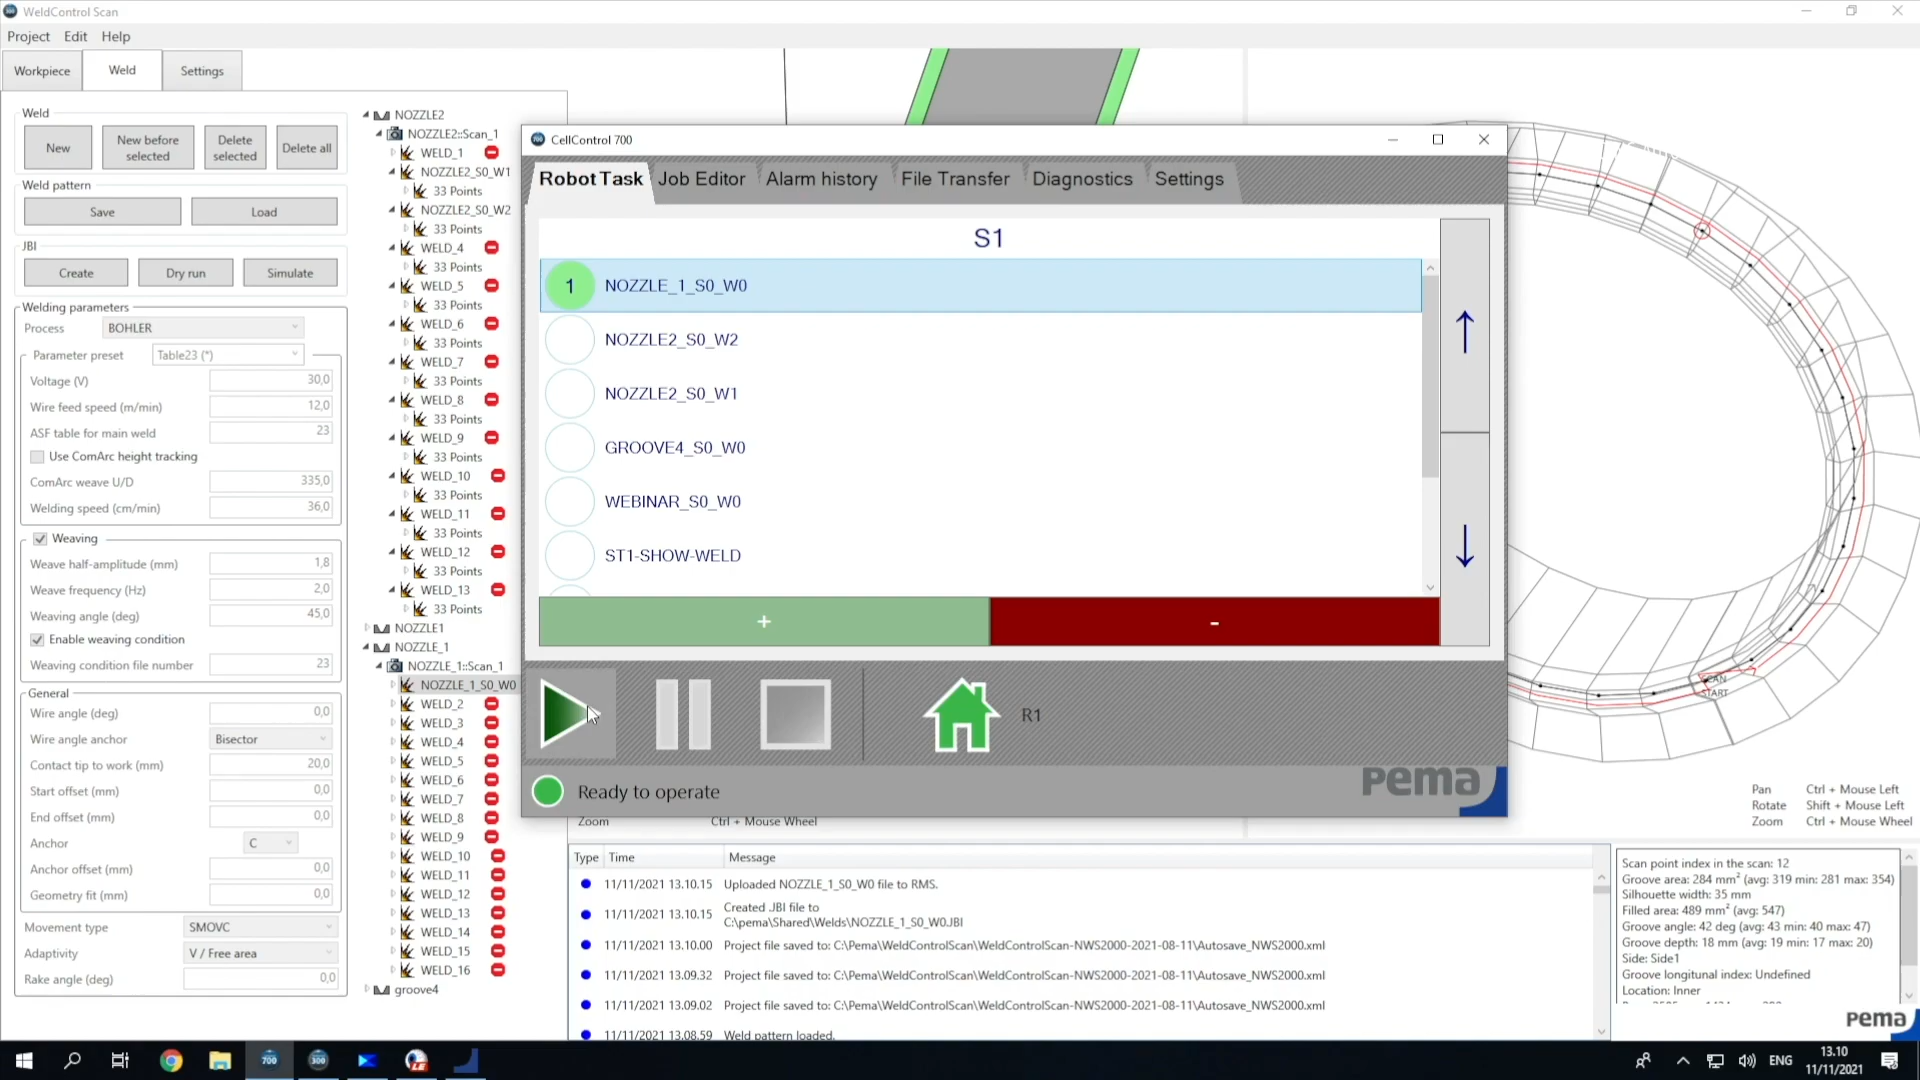 WeldControl Scan
Project Edit Help
Workpiece Weld Settings
Weld
New
New before selected
Delete selected
Delete all
Weld pattern
Save Load
JBI
Create Dry run Simulate
Welding parameters
Process BOHLER
Parameter preset Table23 (*)
Voltage (V) 30,0
Wire feed speed (m/min) 12,0
ASF table for main weld 23
Use ComArc height tracking
ComArc weave U/D 335,0
Welding speed (cm/min) 36,0
Weaving
Weave half-amplitude (mm) 1,8
Weave frequency (Hz) 2,0
Weaving angle (deg) 45,0
Enable weaving condition
Weaving condition file number 23
General
Wire angle (deg) 0,0
Wire angle anchor Bisector
Contact tip to work (mm) 20,0
Start offset (mm) 0,0
End offset (mm) 0,0
Anchor C
Anchor offset (mm) 0,0
Geometry fit (mm) 0,0
Movement type SMOVC
Adaptivity V / Free area
Rake angle (deg) 0,0
NOZZLE2
NOZZLE2::Scan_1
WELD_1
NOZZLE2_S0_W1
33 Points
NOZZLE2_S0_W2
33 Points
WELD_4
33 Points
WELD_5
33 Points
WELD_6
33 Points
WELD_7
33 Points
WELD_8
33 Points
WELD_9
33 Points
WELD_10
33 Points
WELD_11
33 Points
WELD_12
33 Points
WELD_13
33 Points
NOZZLE1
NOZZLE_1
NOZZLE_1::Scan_1
NOZZLE_1_S0_W0
WELD_2
WELD_3
WELD_4
WELD_5
WELD_6
WELD_7
WELD_8
WELD_9
WELD_10
WELD_11
WELD_12
WELD_13
WELD_14
WELD_15
WELD_16
groove4
700 CellControl 700
Robot Task Job Editor Alarm history File Transfer Diagnostics Settings
S1
1 NOZZLE_1_S0_W0
NOZZLE2_S0_W2
NOZZLE2_S0_W1
GROOVE4_S0_W0
WEBINAR_S0_W0
ST1-SHOW-WELD
+ -
R1
Ready to operate
pema
Zoom Ctrl + Mouse Wheel
START
Pan Ctrl + Mouse Left
Rotate Shift + Mouse Left
Zoom Ctrl + Mouse Wheel
Type Time Message
11/11/2021 13.10.15 Uploaded NOZZLE_1_S0_W0 file to RMS.
11/11/2021 13.10.15 Created JBI file to
C:\pema\Shared\Welds\NOZZLE_1_S0_W0.JBI
11/11/2021 13.10.00 Project file saved to: C:\Pema\WeldControlScan\WeldControlScan-NWS2000-2021-08-11\Autosave_NWS2000.xml
11/11/2021 13.09.32 Project file saved to: C:\Pema\WeldControlScan\WeldControlScan-NWS2000-2021-08-11\Autosave_NWS2000.xml
11/11/2021 13.09.02 Project file saved to: C:\Pema\WeldControlScan\WeldControlScan-NWS2000-2021-08-11\Autosave_NWS2000.xml
11/11/2021 13.08.59 Weld pattern loaded.
Scan point index in the scan: 12
Groove area: 284 mm² (avg: 319 min: 281 max: 354)
Silhouette width: 35 mm
Filled area: 489 mm² (avg: 547)
Groove angle: 42 deg (avg: 43 min: 40 max: 47)
Groove depth: 18 mm (avg: 19 min: 17 max: 20)
Side: Side1
Groove longitunal index: Undefined
Location: Inner
pema
700 300
ENG
13.10
11/11/2021